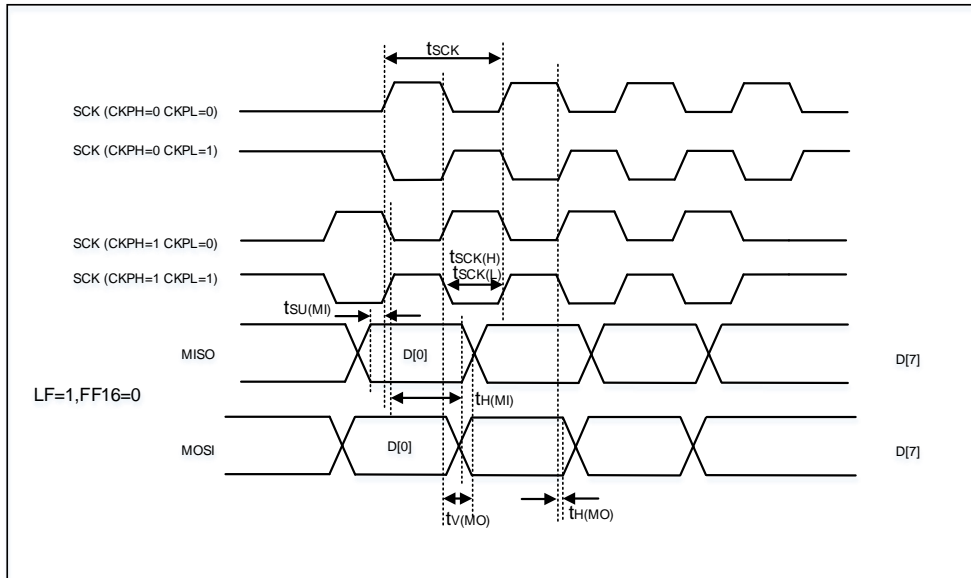 tSCK
SCK (CKPH=0 CKPL=0)
SCK (CKPH=0 CKPL=1)
SCK (CKPH=1 CKPL=0)
tSCK(H)
SCK (CKPH=1 CKPL=1)
tSCK(L)
tSU(MI)
MISO
D[0]
D[7]
LF=1,FF16=0
tH(MI)
MOSI
D[0]
D[7]
tV(MO)
tH(MO)